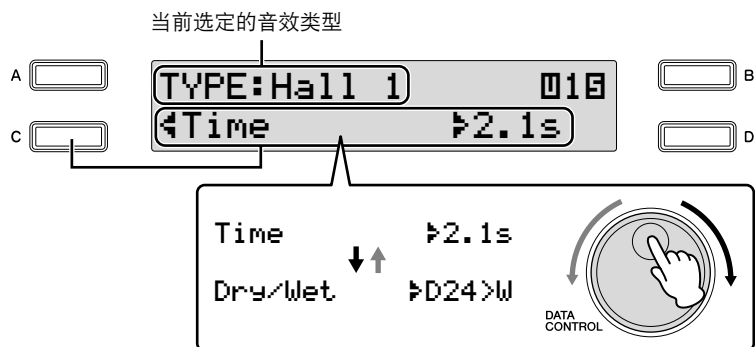 当前选定的音效类型
A
TYPE:Hall 1 U15
B
C
Time 2.1s
D
Time 2.1s
Dry/Wet D24>W
DATA
CONTROL